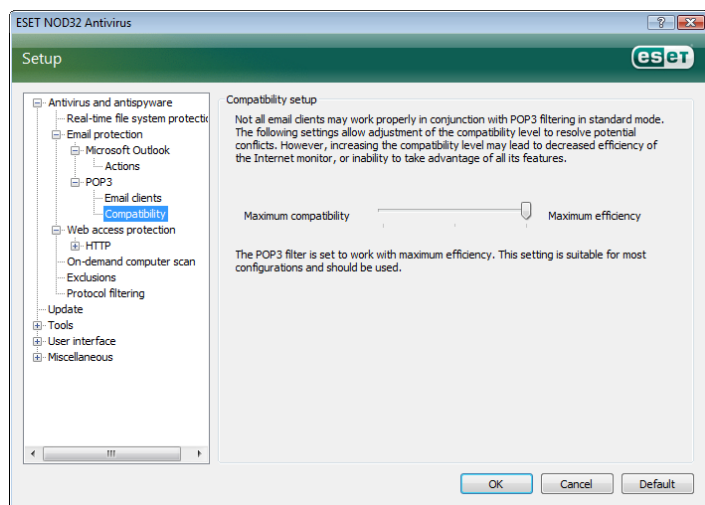 ESET NOD32 Antivirus
Setup
eset
Antivirus and antispyware
Real-time file system protectic
Email protection
Microsoft Outlook
Actions
POP3
Email clients
Compatibility
Web access protection
HTTP
On-demand computer scan
Exclusions
Protocol filtering
Update
Tools
User interface
Miscellaneous
Compatibility setup
Not all email clients may work properly in conjunction with POP3 filtering in standard mode.
The following settings allow adjustment of the compatibility level to resolve potential
conflicts. However, increasing the compatibility level may lead to decreased efficiency of
the Internet monitor, or inability to take advantage of all its features.
Maximum compatibility
Maximum efficiency
The POP3 filter is set to work with maximum efficiency. This setting is suitable for most
configurations and should be used.
OK
Cancel
Default